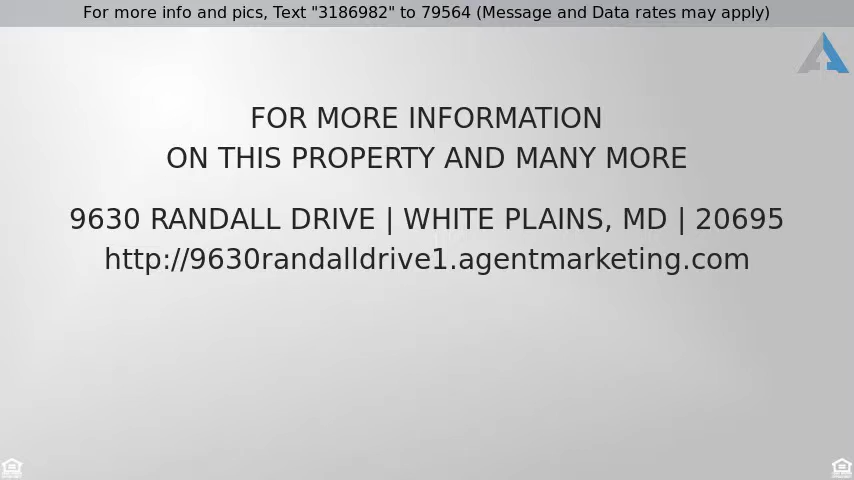 For more info and pics, Text "3186982" to 79564 (Message and Data rates may apply)
FOR MORE INFORMATION
ON THIS PROPERTY AND MANY MORE
9630 RANDALL DRIVE | WHITE PLAINS, MD | 20695
http://9630randalldrive1.agentmarketing.com